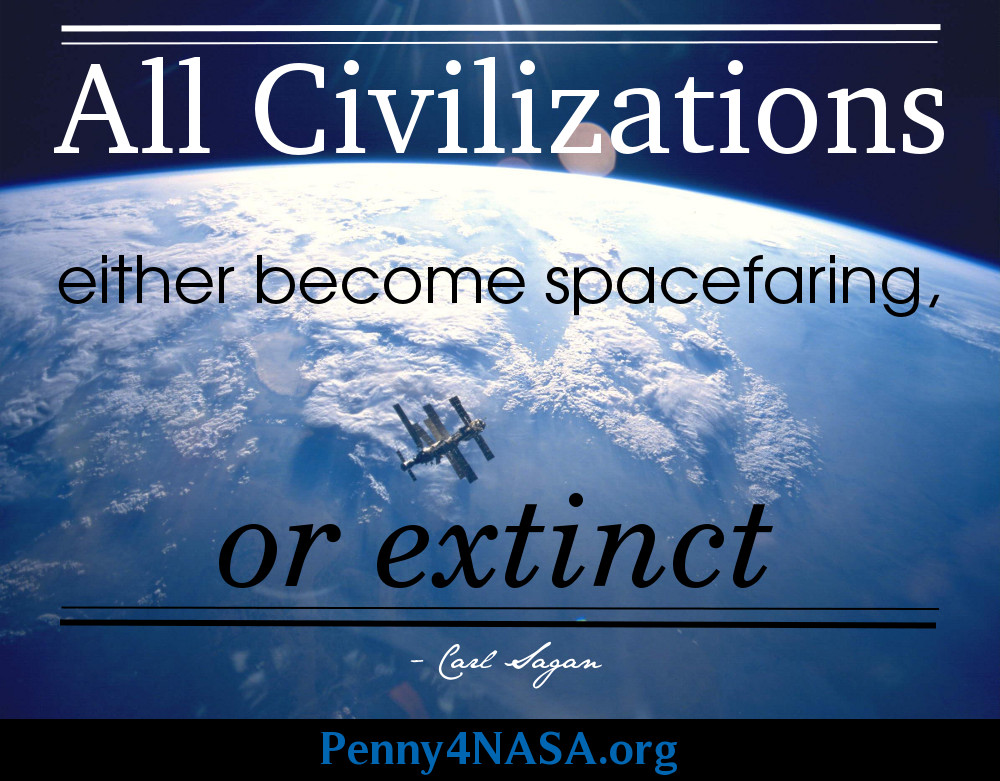 All Civilizations
either become spacefaring,
or extinct
- Carl Sagan
Penny4NASA.org